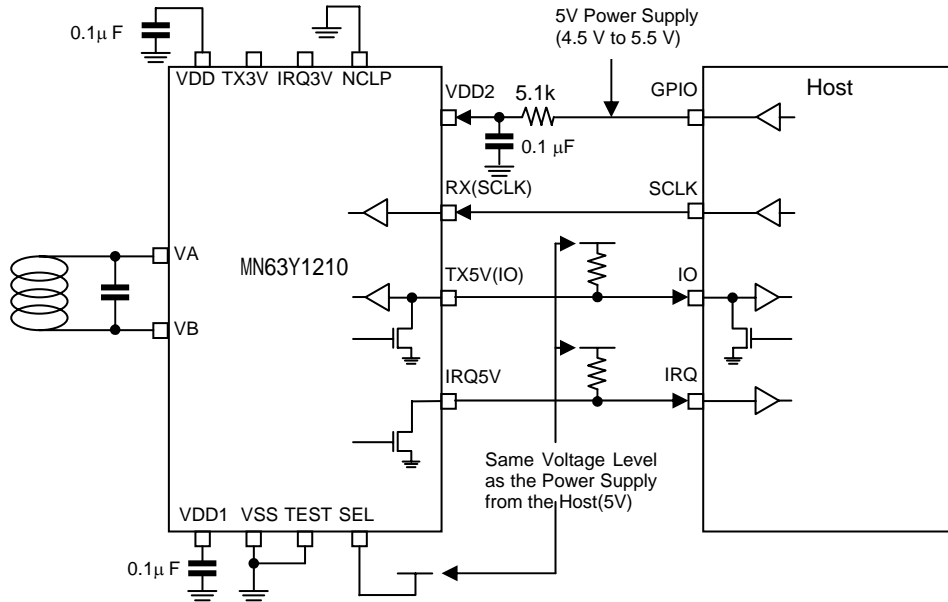 5V Power Supply
(4.5 V to 5.5 V)
0.1μ F
VDD TX3V IRQ3V NCLP
VDD2
5.1k
GPIO
Host
0.1 μF
RX(SCLK)
SCLK
VA
MN63Y1210
TX5V(IO)
IO
VB
IRQ5V
IRQ
Same Voltage Level
as the Power Supply
from the Host(5V)
VDD1 VSS TEST SEL
0.1μ F